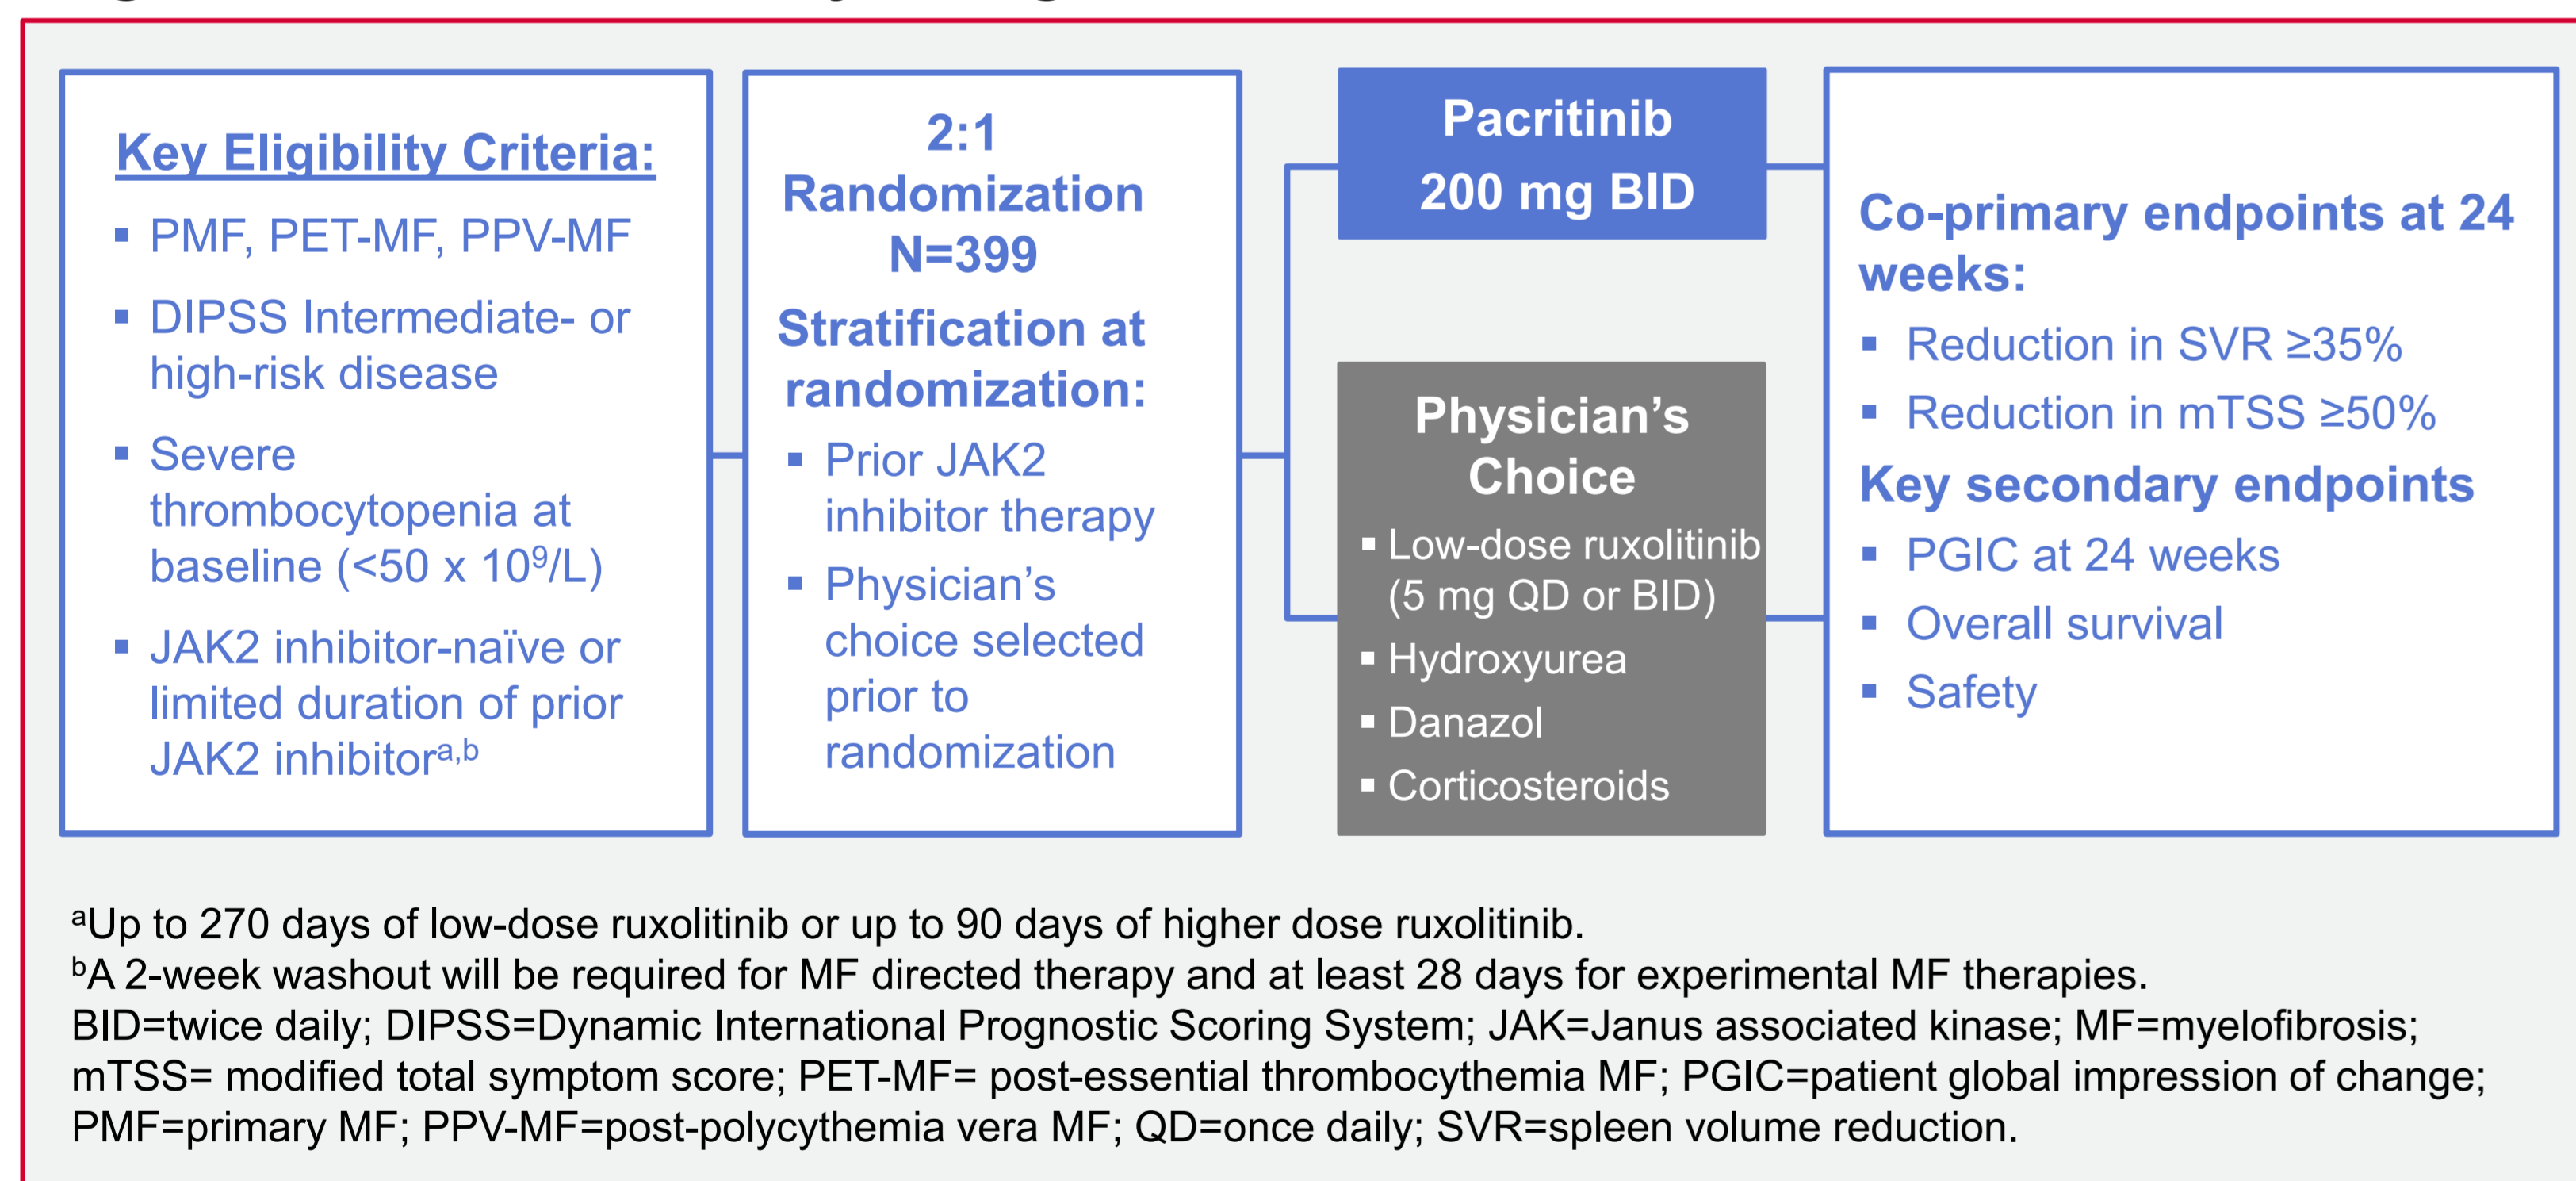 Key Eligibility Criteria:
▪ PMF, PET-MF, PPV-MF
▪ DIPSS Intermediate- or
high-risk disease
▪ Severe
thrombocytopenia at
baseline (<50 x 10⁹/L)
▪ JAK2 inhibitor-naïve or
limited duration of prior
JAK2 inhibitorᵃ,ᵇ
2:1
Randomization
N=399
Stratification at
randomization:
▪ Prior JAK2
inhibitor therapy
▪ Physician’s
choice selected
prior to
randomization
Pacritinib
200 mg BID
Physician’s
Choice
▪ Low-dose ruxolitinib
(5 mg QD or BID)
▪ Hydroxyurea
▪ Danazol
▪ Corticosteroids
Co-primary endpoints at 24
weeks:
▪ Reduction in SVR ≥35%
▪ Reduction in mTSS ≥50%
Key secondary endpoints
▪ PGIC at 24 weeks
▪ Overall survival
▪ Safety
ᵃUp to 270 days of low-dose ruxolitinib or up to 90 days of higher dose ruxolitinib.
ᵇA 2-week washout will be required for MF directed therapy and at least 28 days for experimental MF therapies.
BID=twice daily; DIPSS=Dynamic International Prognostic Scoring System; JAK=Janus associated kinase; MF=myelofibrosis;
mTSS= modified total symptom score; PET-MF= post-essential thrombocythemia MF; PGIC=patient global impression of change;
PMF=primary MF; PPV-MF=post-polycythemia vera MF; QD=once daily; SVR=spleen volume reduction.